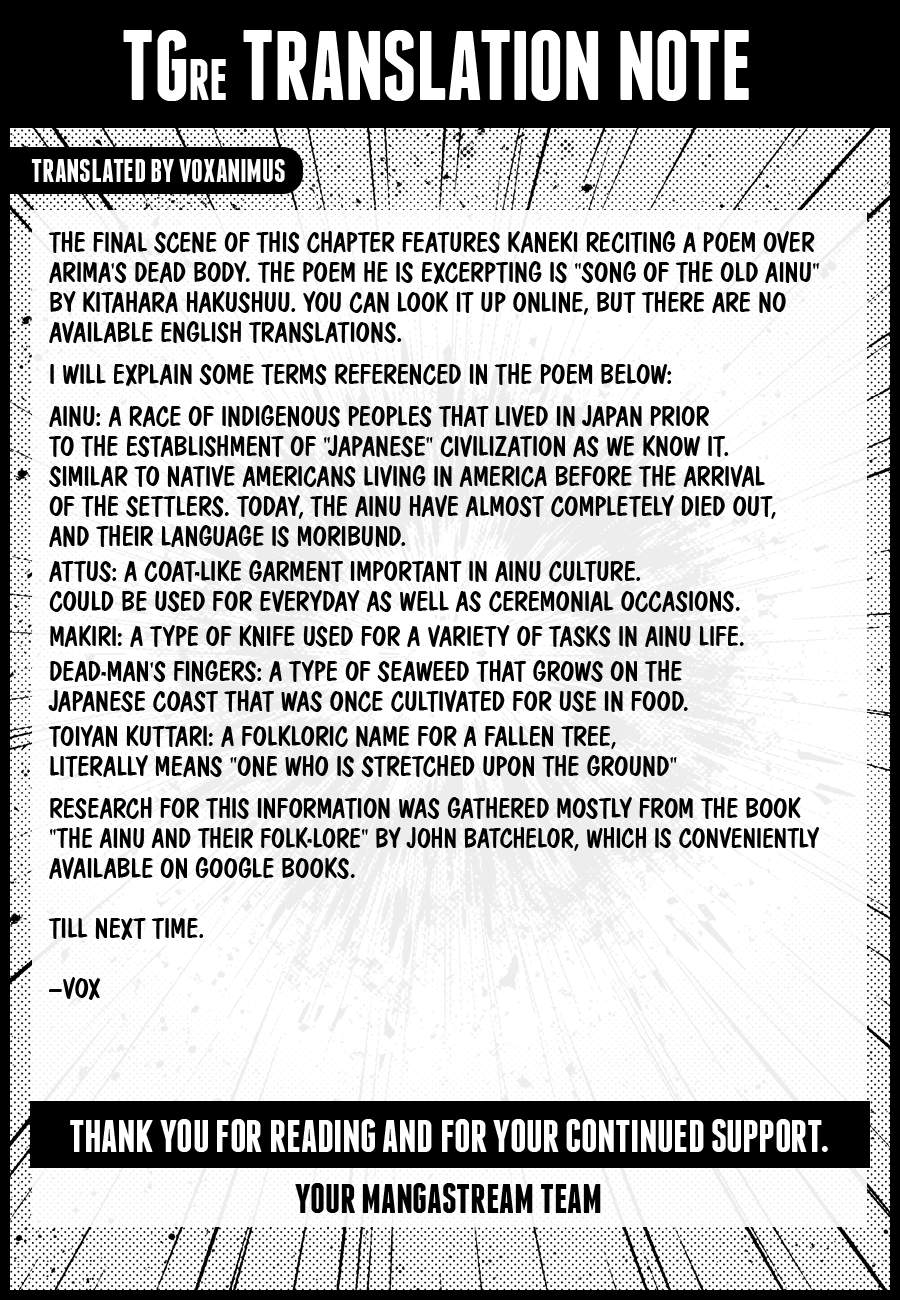 TGRE TRANSLATION NOTE
TRANSLATED BY VOXANIMUS
THE FINAL SCENE OF THIS CHAPTER FEATURES KANEKI RECITING A POEM OVER
ARIMA'S DEAD BODY. THE POEM HE IS EXCERPTING IS "SONG OF THE OLD AINU"
BY KITAHARA HAKUSHUU. YOU CAN LOOK IT UP ONLINE, BUT THERE ARE NO
AVAILABLE ENGLISH TRANSLATIONS.
I WILL EXPLAIN SOME TERMS REFERENCED IN THE POEM BELOW:
AINU: A RACE OF INDIGENOUS PEOPLES THAT LIVED IN JAPAN PRIOR
TO THE ESTABLISHMENT OF "JAPANESE" CIVILIZATION AS WE KNOW IT.
SIMILAR TO NATIVE AMERICANS LIVING IN AMERICA BEFORE THE ARRIVAL
OF THE SETTLERS. TODAY, THE AINU HAVE ALMOST COMPLETELY DIED OUT,
AND THEIR LANGUAGE IS MORIBUND.
ATTUS: A COAT-LIKE GARMENT IMPORTANT IN AINU CULTURE.
COULD BE USED FOR EVERYDAY AS WELL AS CEREMONIAL OCCASIONS.
MAKIRI: A TYPE OF KNIFE USED FOR A VARIETY OF TASKS IN AINU LIFE.
DEAD-MAN'S FINGERS: A TYPE OF SEAWEED THAT GROWS ON THE
JAPANESE COAST THAT WAS ONCE CULTIVATED FOR USE IN FOOD.
TOIYAN KUTTARI: A FOLKLORIC NAME FOR A FALLEN TREE,
LITERALLY MEANS "ONE WHO IS STRETCHED UPON THE GROUND"
RESEARCH FOR THIS INFORMATION WAS GATHERED MOSTLY FROM THE BOOK
"THE AINU AND THEIR FOLK-LORE" BY JOHN BATCHELOR, WHICH IS CONVENIENTLY
AVAILABLE ON GOOGLE BOOKS.
TILL NEXT TIME.
–VOX
THANK YOU FOR READING AND FOR YOUR CONTINUED SUPPORT.
YOUR MANGASTREAM TEAM